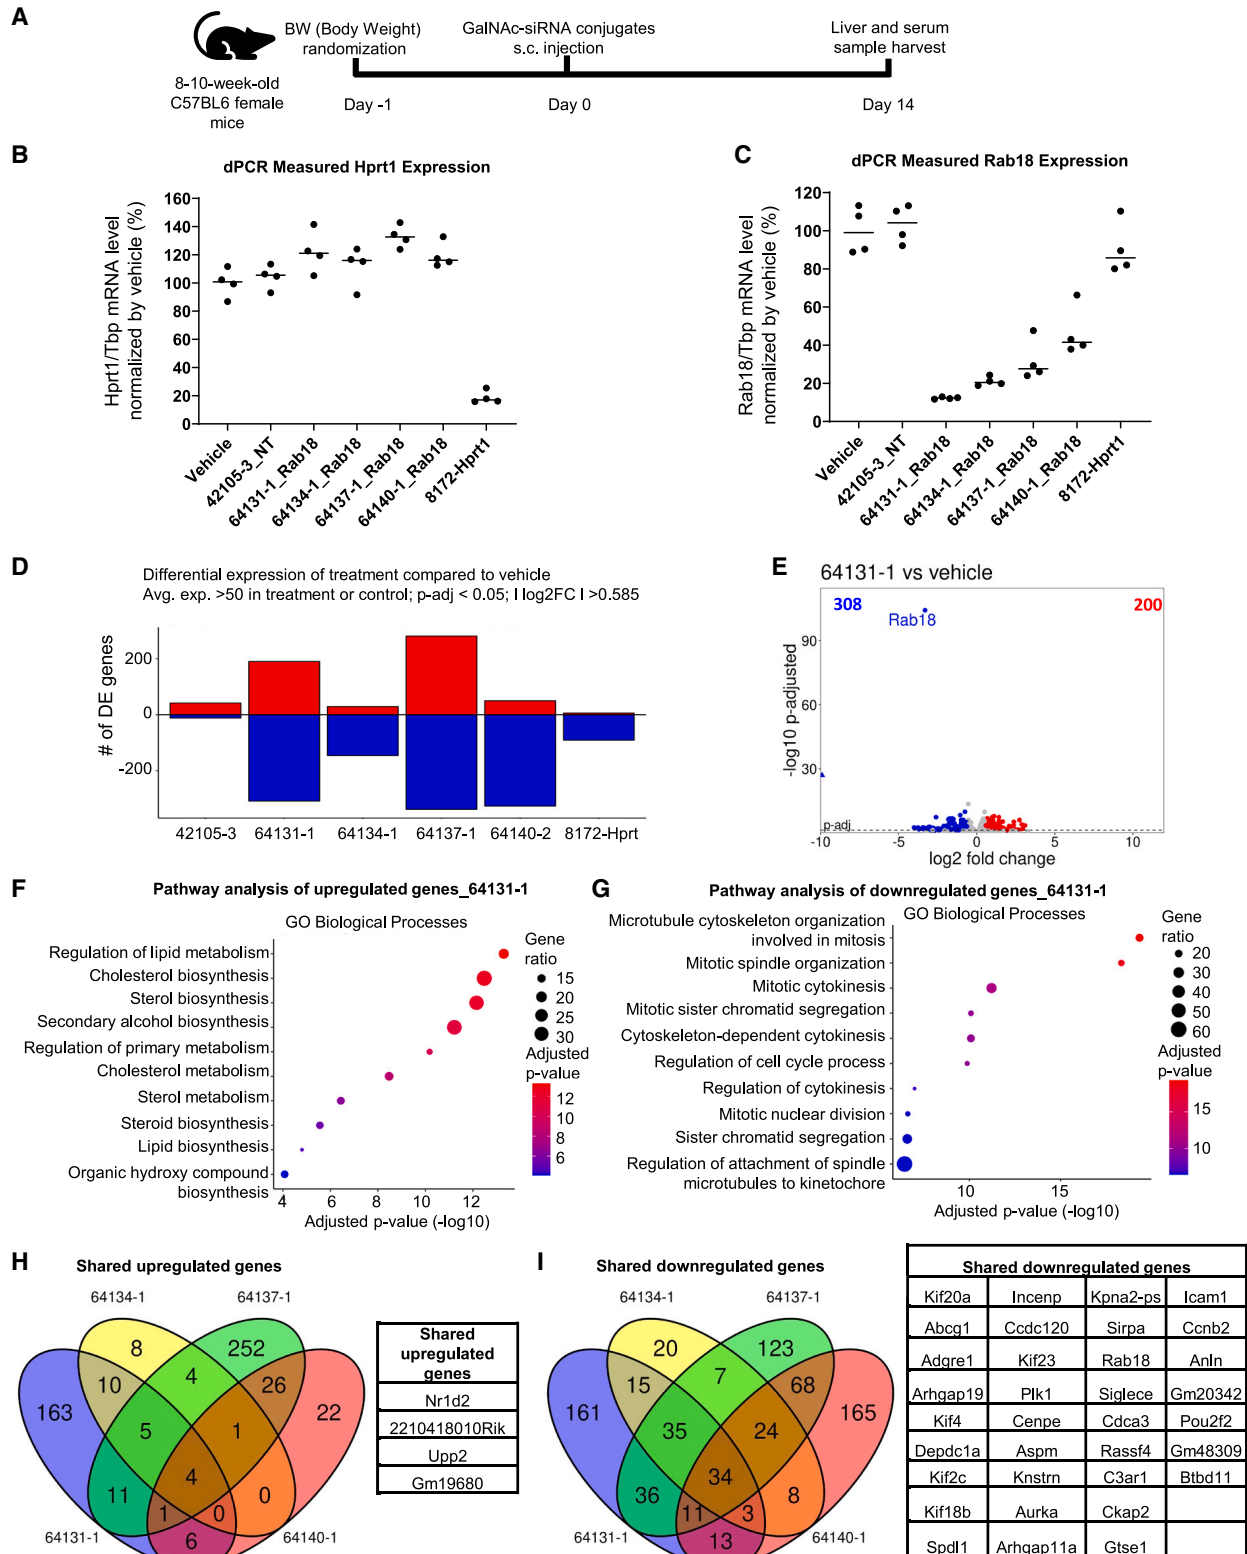 A
BW (Body Weight)
randomization
GalNAc-siRNA conjugates
s.c. injection
Liver and serum
sample harvest
8-10-week-old
C57BL6 female
mice
Day -1
Day 0
Day 14
B
dPCR Measured Hprt1 Expression
Hprt1/Tbp mRNA level
normalized by vehicle (%)
160
140
120
100
80
60
40
20
0
Vehicle
42105-3_NT
64131-1_Rab18
64134-1_Rab18
64137-1_Rab18
64140-1_Rab18
8172-Hprt1
C
dPCR Measured Rab18 Expression
Rab18/Tbp mRNA level
normalized by vehicle (%)
120
100
80
60
40
20
0
Vehicle
42105-3_NT
64131-1_Rab18
64134-1_Rab18
64137-1_Rab18
64140-1_Rab18
8172-Hprt1
D
Differential expression of treatment compared to vehicle
Avg. exp. >50 in treatment or control; p-adj < 0.05; I log2FC I >0.585
# of DE genes
200
0
-200
42105-3
64131-1
64134-1
64137-1
64140-2
8172-Hprt
E
64131-1 vs vehicle
308
200
Rab18
-log10 p-adjusted
90
60
30
p-adj
-10
-5
0
5
10
log2 fold change
F
Pathway analysis of upregulated genes_64131-1
GO Biological Processes
Regulation of lipid metabolism
Cholesterol biosynthesis
Sterol biosynthesis
Secondary alcohol biosynthesis
Regulation of primary metabolism
Cholesterol metabolism
Sterol metabolism
Steroid biosynthesis
Lipid biosynthesis
Organic hydroxy compound
biosynthesis
4
6
8
10
12
Adjusted p-value (-log10)
Gene
ratio
15
20
25
30
Adjusted
p-value
12
10
8
6
G
Pathway analysis of downregulated genes_64131-1
GO Biological Processes
Microtubule cytoskeleton organization
involved in mitosis
Mitotic spindle organization
Mitotic cytokinesis
Mitotic sister chromatid segregation
Cytoskeleton-dependent cytokinesis
Regulation of cell cycle process
Regulation of cytokinesis
Mitotic nuclear division
Sister chromatid segregation
Regulation of attachment of spindle
microtubules to kinetochore
10
15
Adjusted p-value (-log10)
Gene
ratio
20
30
40
50
60
Adjusted
p-value
15
10
H
Shared upregulated genes
64134-1
64137-1
8
252
10
4
26
163
22
5
1
4
11
0
1
0
6
64131-1
64140-1
Shared
upregulated
genes
Nr1d2
2210418010Rik
Upp2
Gm19680
I
Shared downregulated genes
64134-1
64137-1
20
123
15
7
68
161
165
35
24
34
36
8
11
3
13
64131-1
64140-1
Shared downregulated genes
Kif20a Incenp Kpna2-ps Icam1
Abcg1 Ccdc120 Sirpa Ccnb2
Adgre1 Kif23 Rab18 Anln
Arhgap19 Plk1 Siglece Gm20342
Kif4 Cenpe Cdca3 Pou2f2
Depdc1a Aspm Rassf4 Gm48309
Kif2c Knstrn C3ar1 Btbd11
Kif18b Aurka Ckap2
Spdl1 Arhgap11a Gtse1